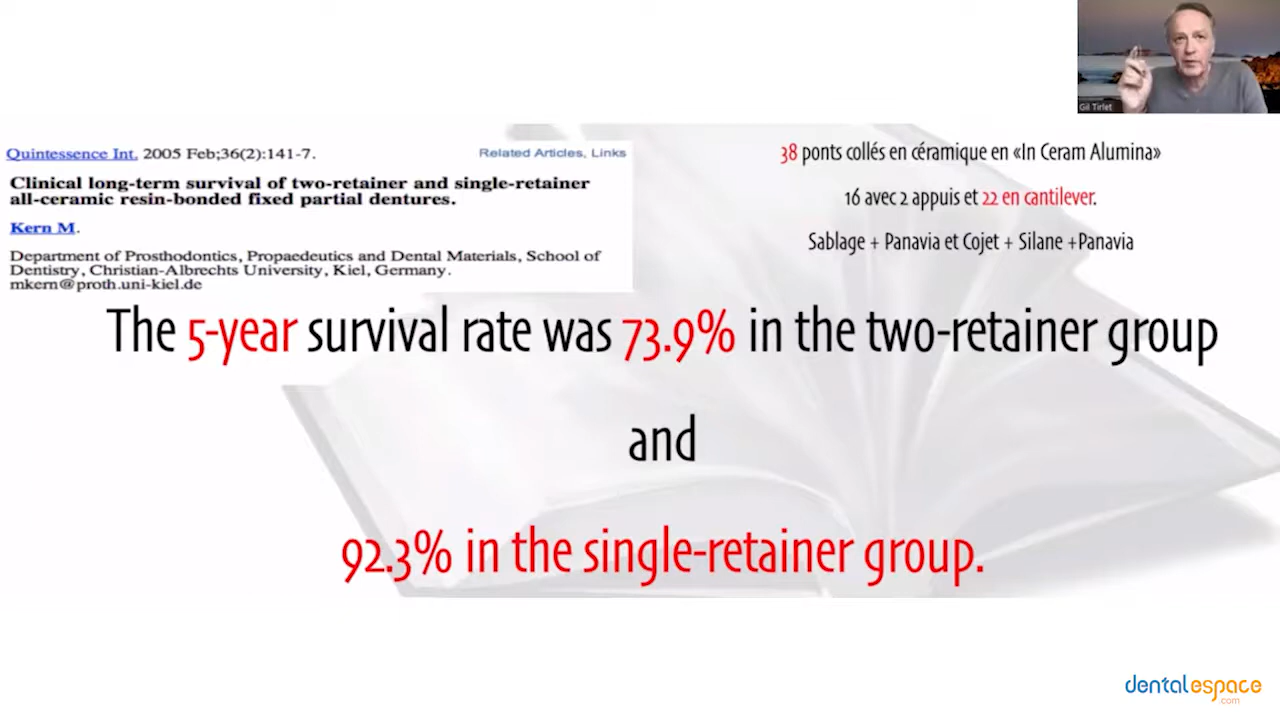 Gil Tirlet
Quintessence Int. 2005 Feb;36(2):141-7.
Related Articles, Links
Clinical long-term survival of two-retainer and single-retainer
all-ceramic resin-bonded fixed partial dentures.
Kern M.
Department of Prosthodontics, Propaedeutics and Dental Materials, School of
Dentistry, Christian-Albrechts University, Kiel, Germany.
mkern@proth.uni-kiel.de
38 ponts collés en céramique en «In Ceram Alumina»
16 avec 2 appuis et 22 en cantilever.
Sablage + Panavia et Cojet + Silane +Panavia
The 5-year survival rate was 73.9% in the two-retainer group
and
92.3% in the single-retainer group.
dentalespace
.com